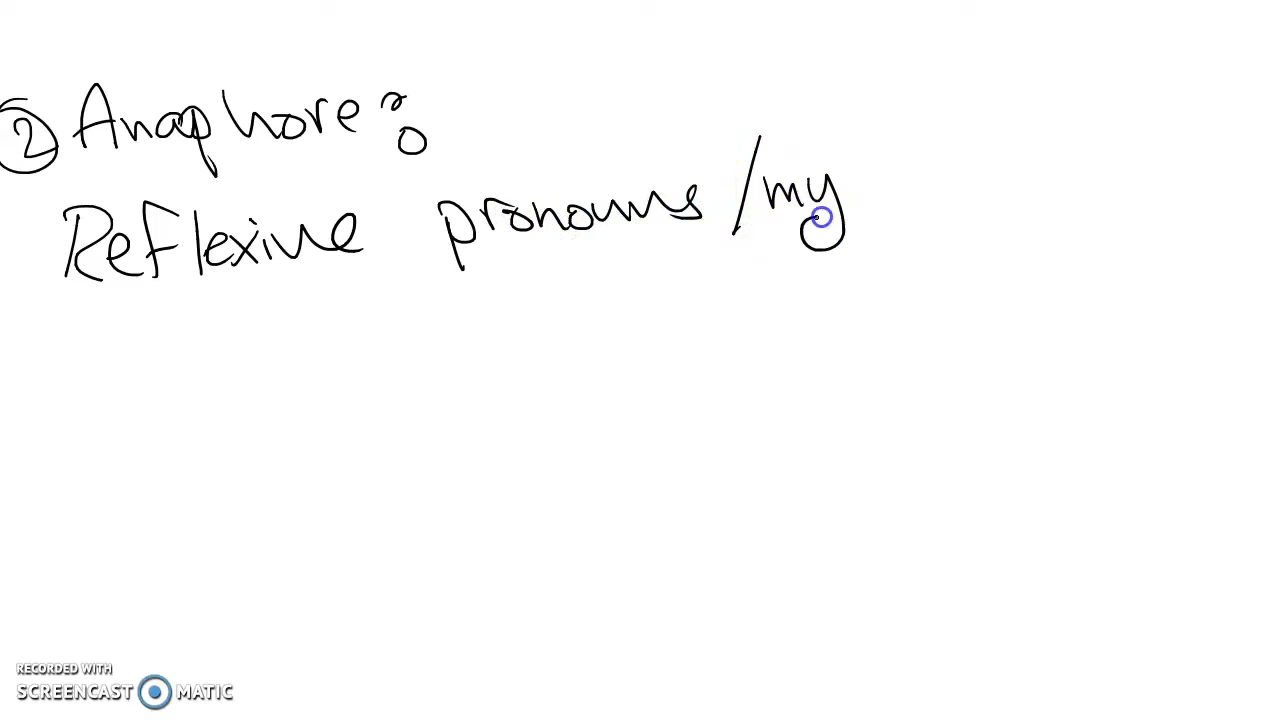 ② Anaphore :
Reflexive pronouns / my
RECORDED WITH
SCREENCAST MATIC